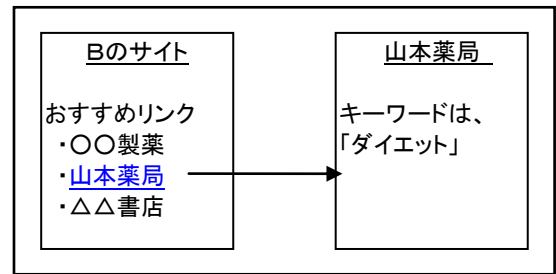 Bのサイト
おすすめリンク
・〇〇製薬
・山本薬局
・△△書店
山本薬局
キーワードは、
「ダイエット」